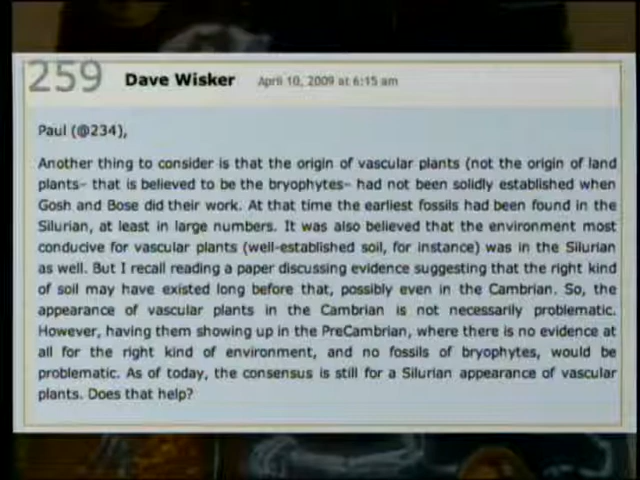 259 Dave Wisker April 10, 2009 at 6:15 am
Paul (@234),
Another thing to consider is that the origin of vascular plants (not the origin of land
plants– that is believed to be the bryophytes– had not been solidly established when
Gosh and Bose did their work. At that time the earliest fossils had been found in the
Silurian, at least in large numbers. It was also believed that the environment most
conducive for vascular plants (well-established soil, for instance) was in the Silurian
as well. But I recall reading a paper discussing evidence suggesting that the right kind
of soil may have existed long before that, possibly even in the Cambrian. So, the
appearance of vascular plants in the Cambrian is not necessarily problematic.
However, having them showing up in the PreCambrian, where there is no evidence at
all for the right kind of environment, and no fossils of bryophytes, would be
problematic. As of today, the consensus is still for a Silurian appearance of vascular
plants. Does that help?